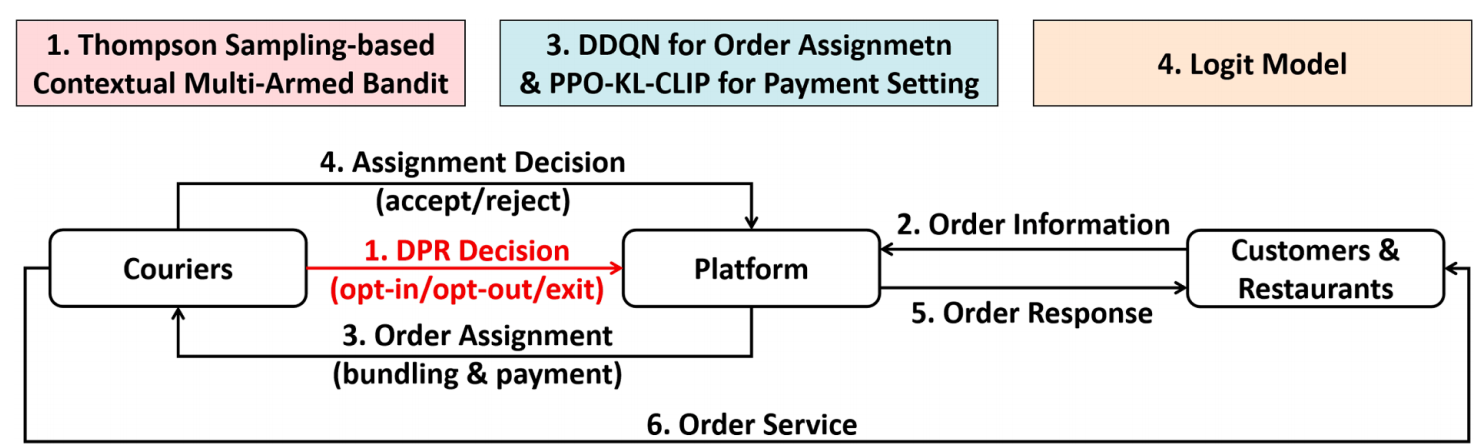 1. Thompson Sampling-based
Contextual Multi-Armed Bandit
3. DDQN for Order Assignmetn
& PPO-KL-CLIP for Payment Setting
4. Logit Model
4. Assignment Decision
(accept/reject)
Couriers
1. DPR Decision
(opt-in/opt-out/exit)
Platform
2. Order Information
5. Order Response
Customers &
Restaurants
3. Order Assignment
(bundling & payment)
6. Order Service